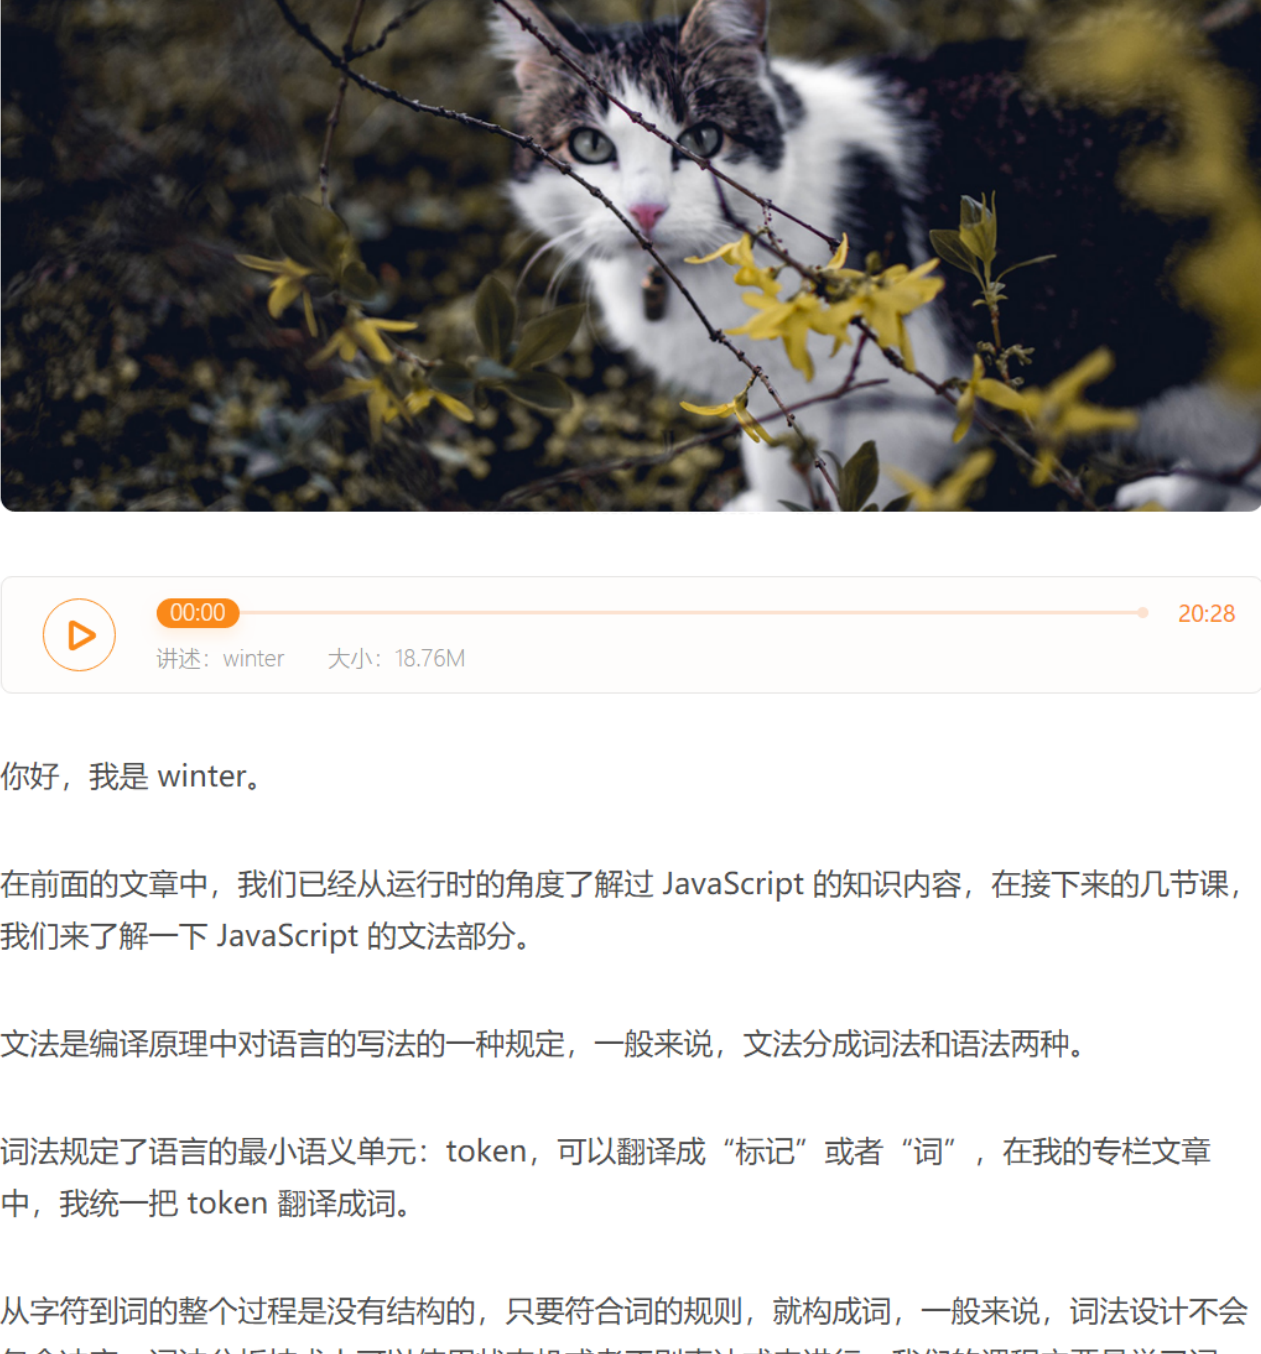 00:00
20:28
讲述：winter 大小：18.76M
你好，我是 winter。
在前面的文章中，我们已经从运行时的角度了解过 JavaScript 的知识内容，在接下来的几节课，
我们来了解一下 JavaScript 的文法部分。
文法是编译原理中对语言的写法的一种规定，一般来说，文法分成词法和语法两种。
词法规定了语言的最小语义单元：token，可以翻译成“标记”或者“词”，在我的专栏文章
中，我统一把 token 翻译成词。
从字符到词的整个过程是没有结构的，只要符合词的规则，就构成词，一般来说，词法设计不会